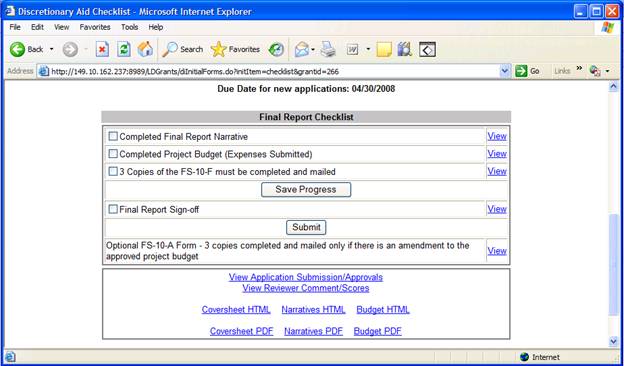 Discretionary Aid Checklist - Microsoft Internet Explorer
File Edit View Favorites Tools Help
Back Search Favorites
Address http://149.10.162.237:8989/LDGrants/diInitialForms.do?initItem=checklist&grantid=266 Go Links »
Due Date for new applications: 04/30/2008
Final Report Checklist
Completed Final Report Narrative View
Completed Project Budget (Expenses Submitted) View
3 Copies of the FS-10-F must be completed and mailed View
Save Progress
Final Report Sign-off View
Submit
Optional FS-10-A Form - 3 copies completed and mailed only if there is an amendment to the
approved project budget View
View Application Submission/Approvals
View Reviewer Comment/Scores
Coversheet HTML Narratives HTML Budget HTML
Coversheet PDF Narratives PDF Budget PDF
Internet